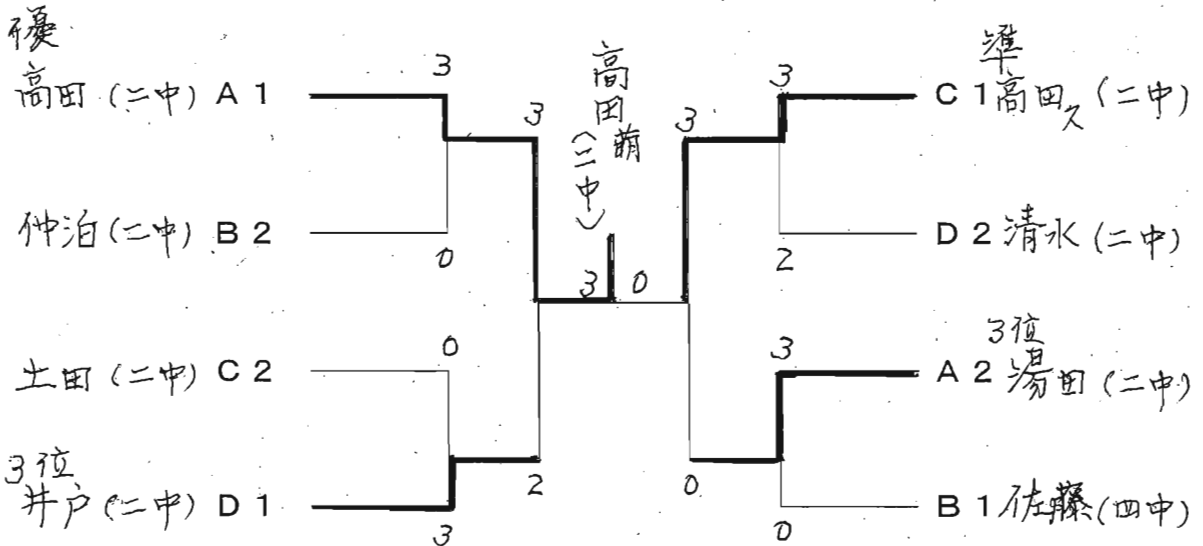 優
高田(二中) A 1
3
仲泊(二中) B 2
0
土田(二中) C 2
0
3位
井戸(二中) D 1
3
3
2
高田萌
(二中)
3 0
3
0
準
C 1 高田ス(二中)
3
D 2 清水(二中)
2
3位
A 2 湯田(二中)
3
B 1 佐藤(四中)
0